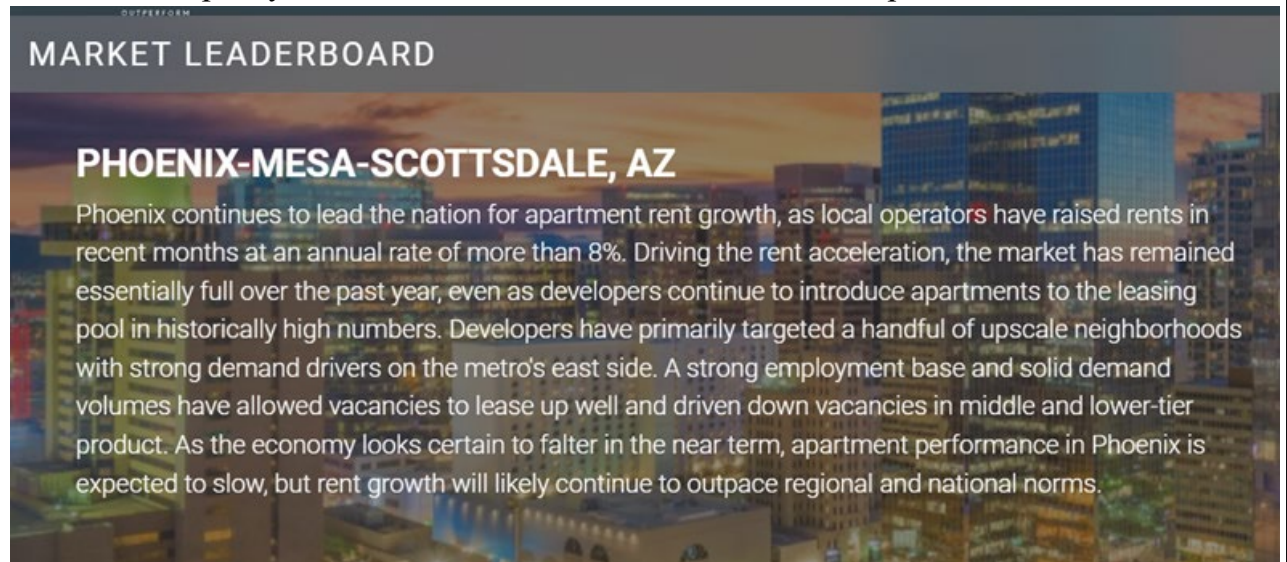 OUTPERFORM
MARKET LEADERBOARD
PHOENIX-MESA-SCOTTSDALE, AZ
Phoenix continues to lead the nation for apartment rent growth, as local operators have raised rents in
recent months at an annual rate of more than 8%. Driving the rent acceleration, the market has remained
essentially full over the past year, even as developers continue to introduce apartments to the leasing
pool in historically high numbers. Developers have primarily targeted a handful of upscale neighborhoods
with strong demand drivers on the metro's east side. A strong employment base and solid demand
volumes have allowed vacancies to lease up well and driven down vacancies in middle and lower-tier
product. As the economy looks certain to falter in the near term, apartment performance in Phoenix is
expected to slow, but rent growth will likely continue to outpace regional and national norms.